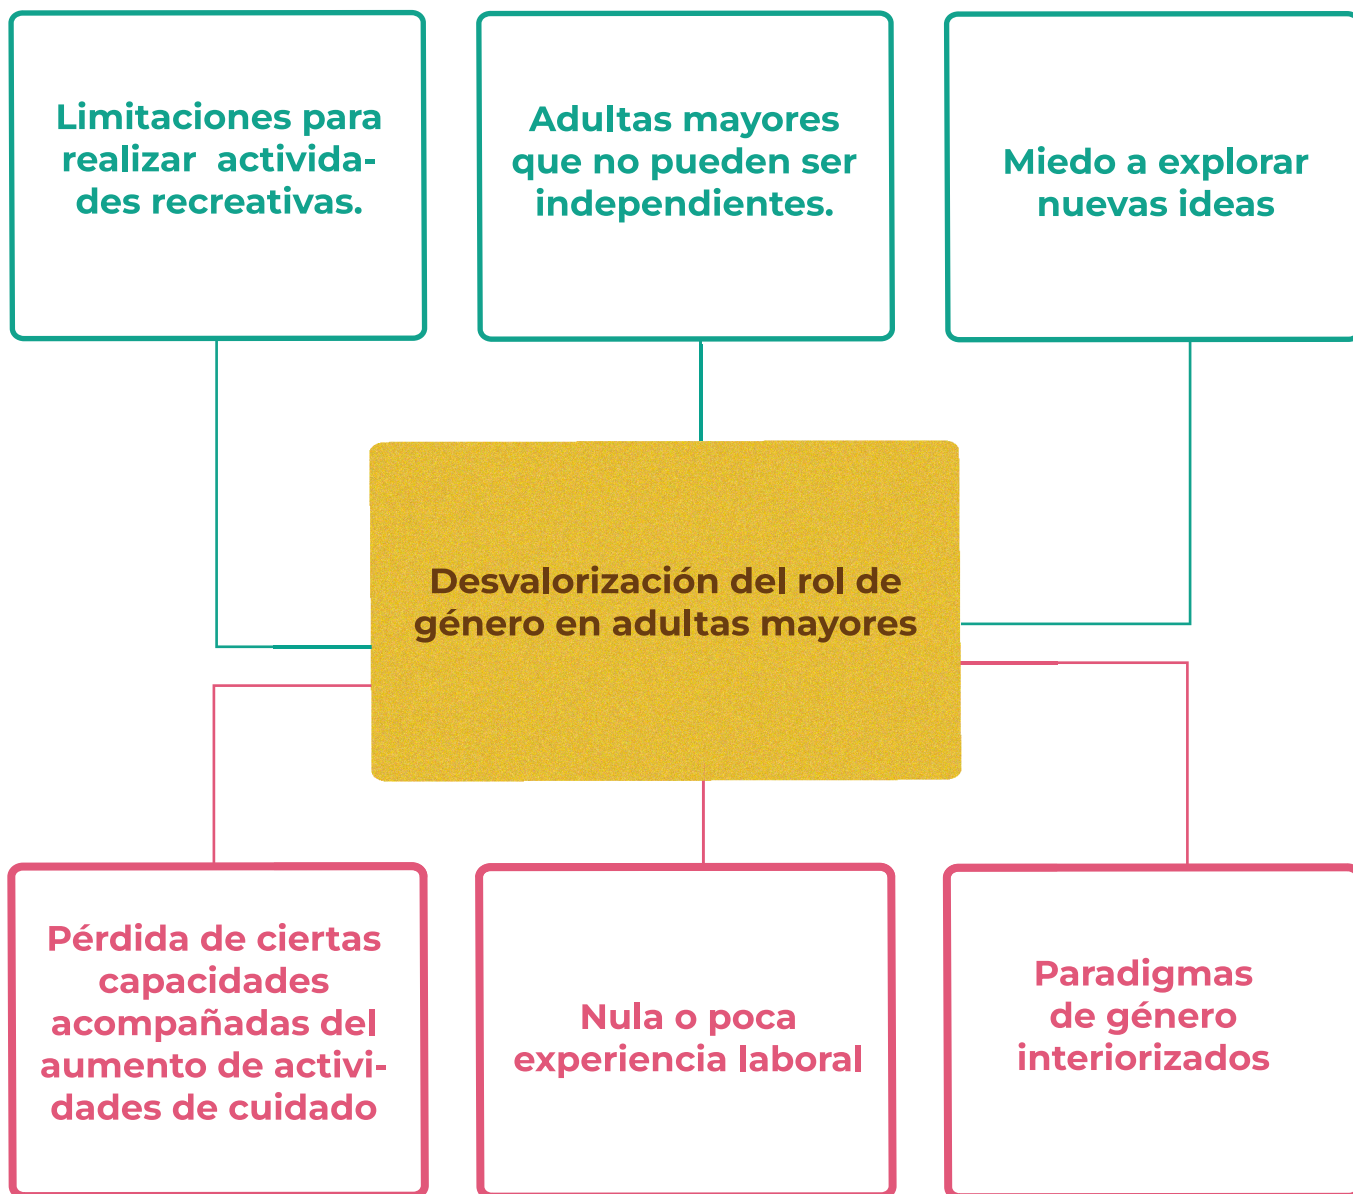 Limitaciones para
realizar activida-
des recreativas.
Adultas mayores
que no pueden ser
independientes.
Miedo a explorar
nuevas ideas
Desvalorización del rol de
género en adultas mayores
Pérdida de ciertas
capacidades
acompañadas del
aumento de activi-
dades de cuidado
Nula o poca
experiencia laboral
Paradigmas
de género
interiorizados